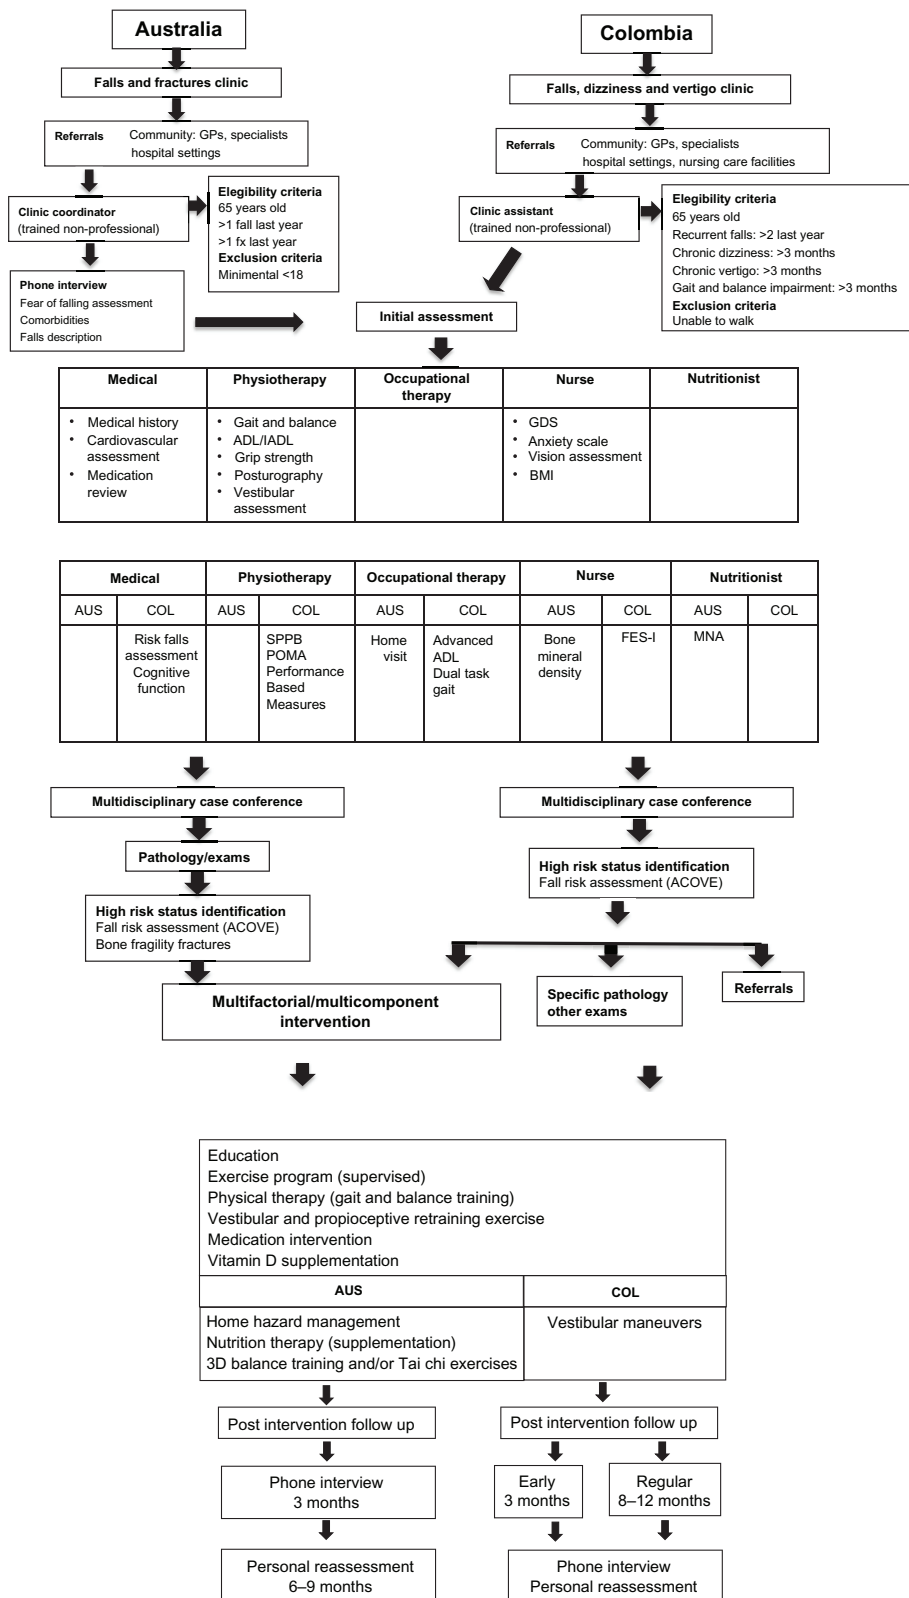 Australia
Colombia
Falls and fractures clinic
Falls, dizziness and vertigo clinic
Referrals Community: GPs, specialists
hospital settings
Referrals Community: GPs, specialists
hospital settings, nursing care facilities
Clinic coordinator
(trained non-professional)
Elegibility criteria
65 years old
>1 fall last year
>1 fx last year
Exclusion criteria
Minimental <18
Clinic assistant
(trained non-professional)
Elegibility criteria
65 years old
Recurrent falls: >2 last year
Chronic dizziness: >3 months
Chronic vertigo: >3 months
Gait and balance impairment: >3 months
Exclusion criteria
Unable to walk
Phone interview
Fear of falling assessment
Comorbidities
Falls description
Initial assessment
Medical
Physiotherapy
Occupational
therapy
Nurse
Nutritionist
• Medical history
• Cardiovascular
assessment
• Medication
review
• Gait and balance
• ADL/IADL
• Grip strength
• Posturography
• Vestibular
assessment
• GDS
• Anxiety scale
• Vision assessment
• BMI
Medical
Physiotherapy
Occupational therapy
Nurse
Nutritionist
AUS COL AUS COL AUS COL AUS COL AUS COL
Risk falls
assessment
Cognitive
function
SPPB
POMA
Performance
Based
Measures
Home
visit
Advanced
ADL
Dual task
gait
Bone
mineral
density
FES-I
MNA
Multidisciplinary case conference
Multidisciplinary case conference
Pathology/exams
High risk status identification
Fall risk assessment (ACOVE)
High risk status identification
Fall risk assessment (ACOVE)
Bone fragility fractures
Multifactorial/multicomponent
intervention
Specific pathology
other exams
Referrals
Education
Exercise program (supervised)
Physical therapy (gait and balance training)
Vestibular and propioceptive retraining exercise
Medication intervention
Vitamin D supplementation
AUS
COL
Home hazard management
Nutrition therapy (supplementation)
3D balance training and/or Tai chi exercises
Vestibular maneuvers
Post intervention follow up
Post intervention follow up
Phone interview
3 months
Early
3 months
Regular
8–12 months
Personal reassessment
6–9 months
Phone interview
Personal reassessment